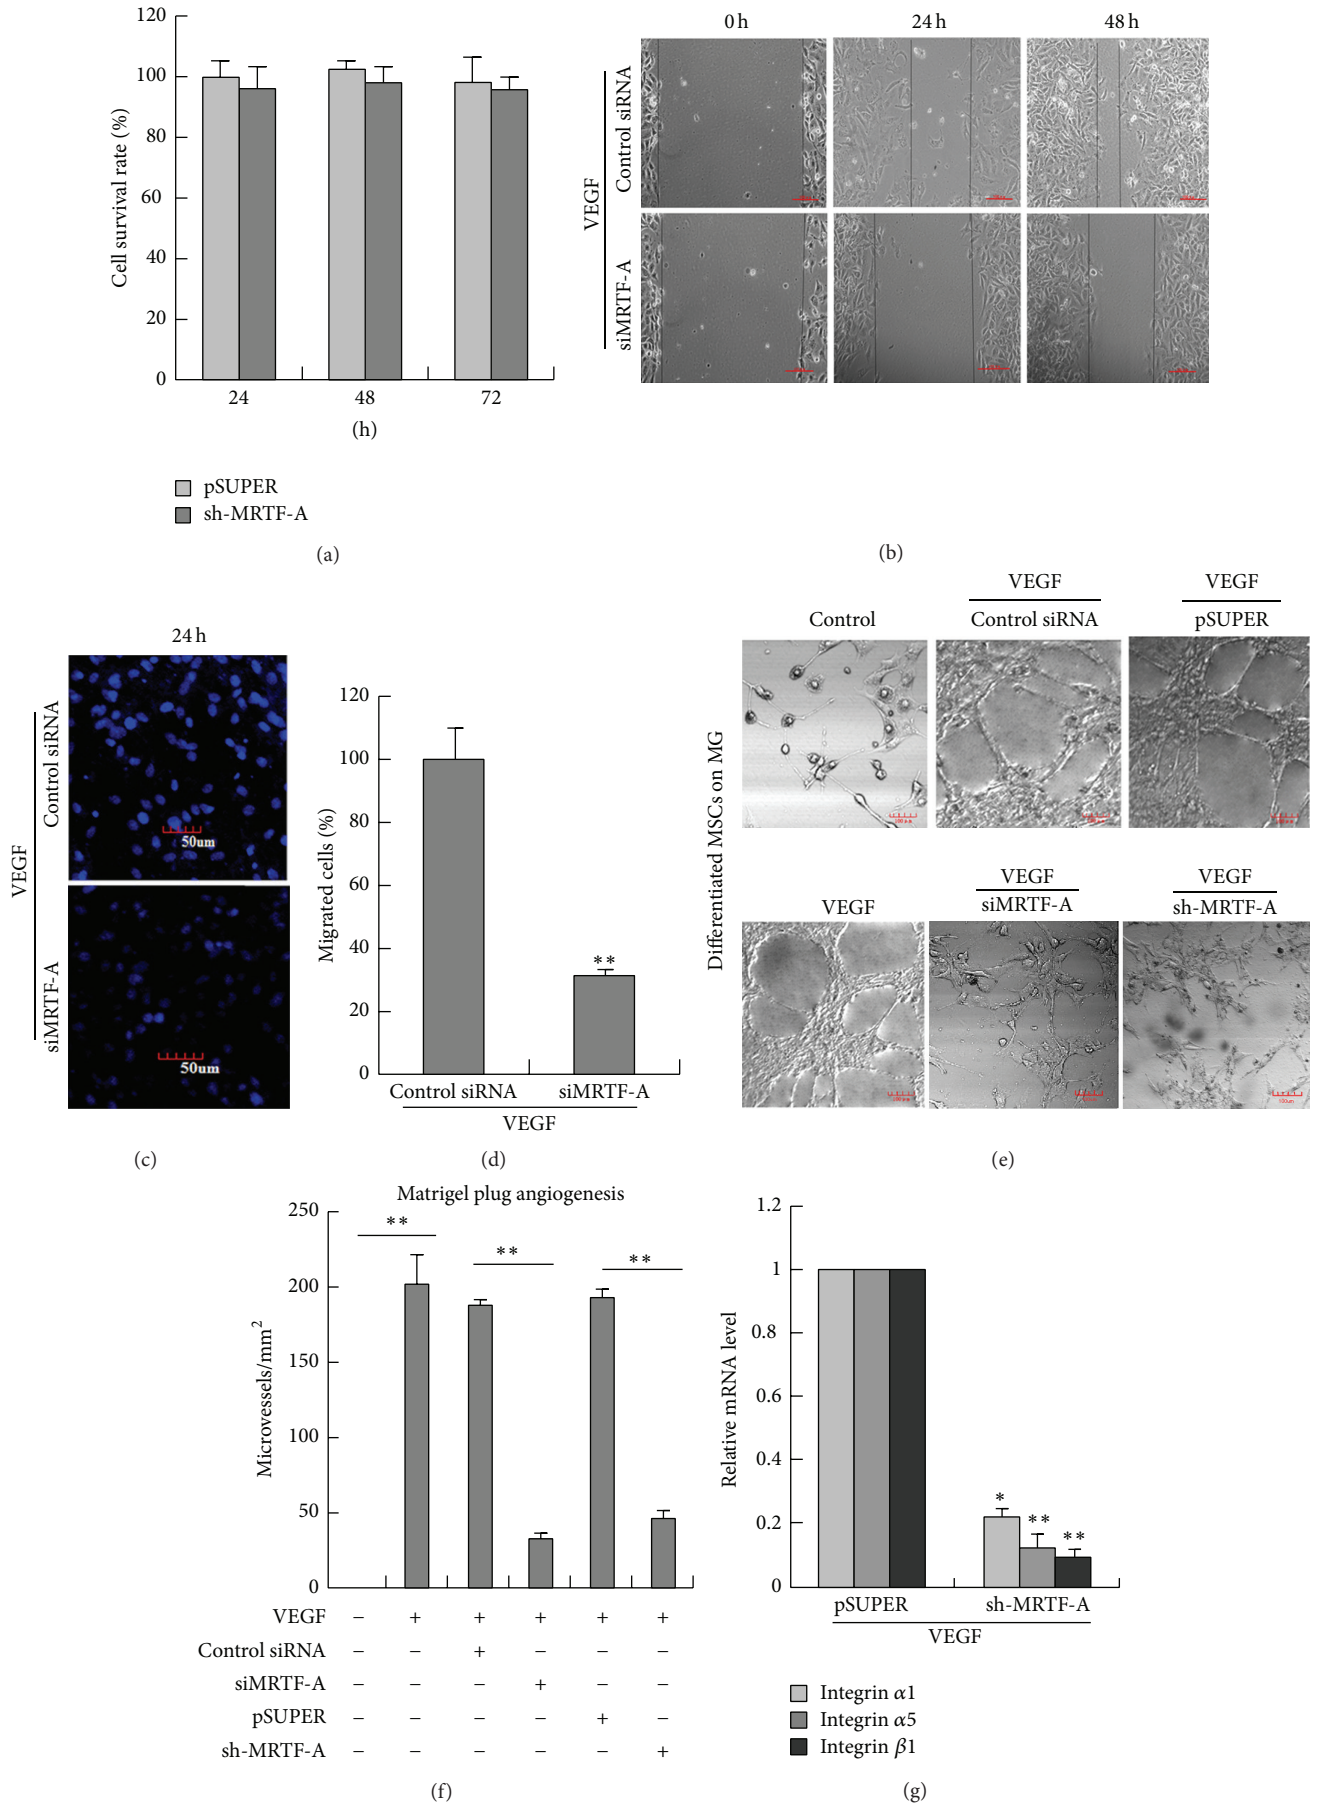 120
100
80
60
40
20
0
Cell survival rate (%)
24 48 72
(h)
pSUPER
sh-MRTF-A
(a)
0 h 24 h 48 h
VEGF
Control siRNA
siMRTF-A
(b)
24 h
VEGF
Control siRNA
siMRTF-A
50um
50um
(c)
120
100
80
60
40
20
0
Migrated cells (%)
**
Control siRNA siMRTF-A
VEGF
(d)
Differentiated MSCs on MG
VEGF VEGF
Control Control siRNA pSUPER
VEGF VEGF
VEGF siMRTF-A sh-MRTF-A
100um
(e)
Matrigel plug angiogenesis
250
200
150
100
50
0
Microvessels/mm²
** ** **
VEGF − + + + + +
Control siRNA − − + − − −
siMRTF-A − − − + − −
pSUPER − − − − + −
sh-MRTF-A − − − − − +
(f)
1.2
1
0.8
0.6
0.4
0.2
0
Relative mRNA level
* ** **
pSUPER sh-MRTF-A
VEGF
Integrin α1
Integrin α5
Integrin β1
(g)